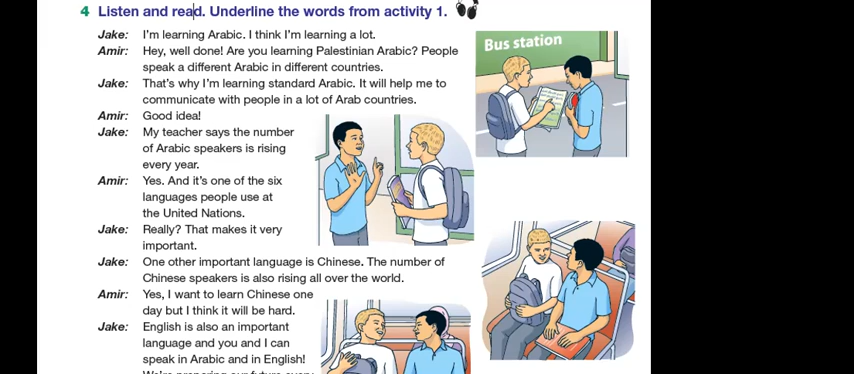 4 Listen and read. Underline the words from activity 1.
Jake: I'm learning Arabic. I think I'm learning a lot.
Amir: Hey, well done! Are you learning Palestinian Arabic? People
speak a different Arabic in different countries.
Jake: That's why I'm learning standard Arabic. It will help me to
communicate with people in a lot of Arab countries.
Amir: Good idea!
Jake: My teacher says the number
of Arabic speakers is rising
every year.
Amir: Yes. And it's one of the six
languages people use at
the United Nations.
Jake: Really? That makes it very
important.
Jake: One other important language is Chinese. The number of
Chinese speakers is also rising all over the world.
Amir: Yes, I want to learn Chinese one
day but I think it will be hard.
Jake: English is also an important
language and you and I can
speak in Arabic and in English!
We're preparing our future every
Bus station